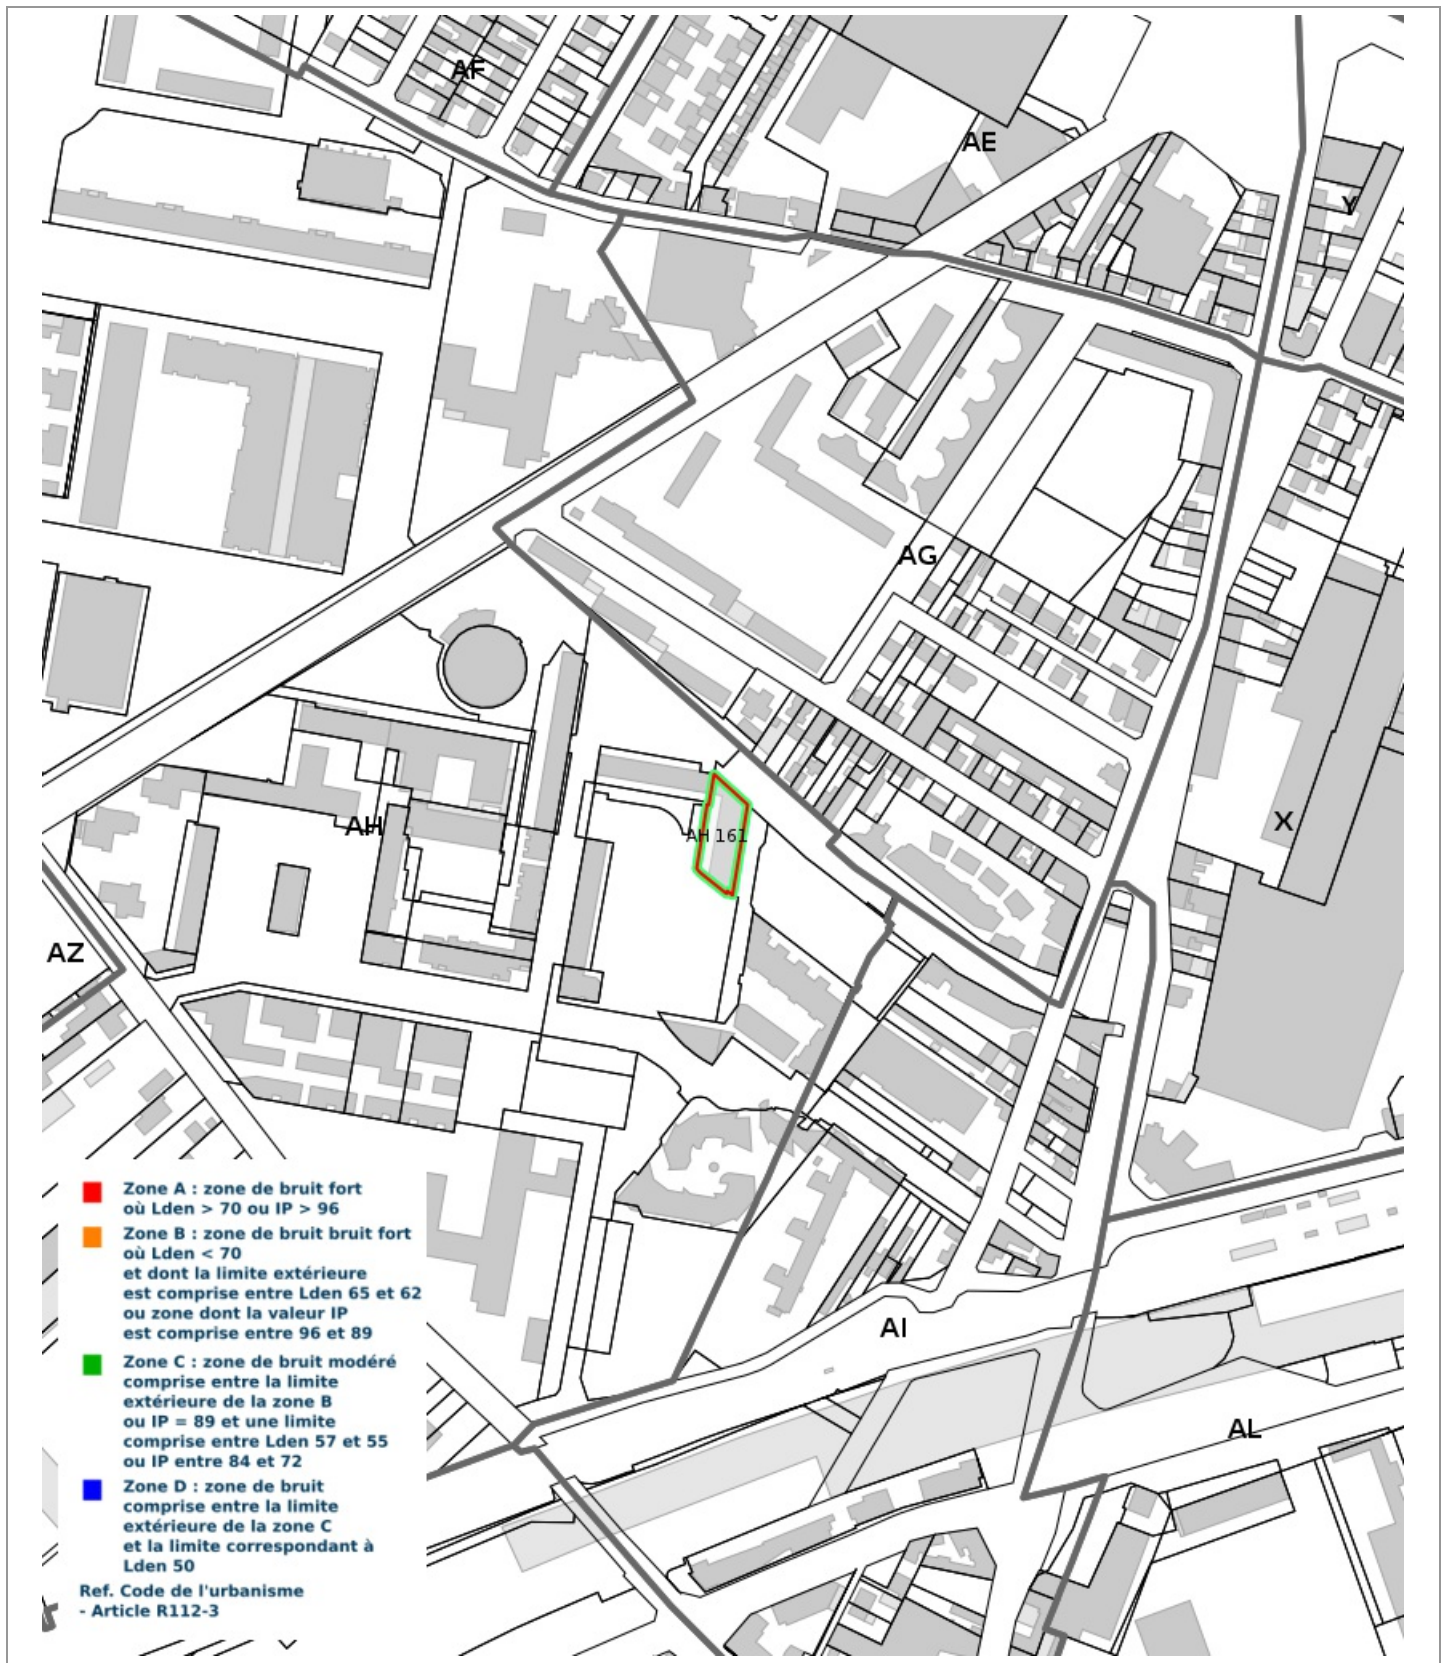 AF
AE
Y
AG
AH 161
AH
X
AZ
Zone A : zone de bruit fort
où Lden > 70 ou IP > 96
Zone B : zone de bruit bruit fort
où Lden < 70
et dont la limite extérieure
est comprise entre Lden 65 et 62
ou zone dont la valeur IP
est comprise entre 96 et 89
AI
Zone C : zone de bruit modéré
comprise entre la limite
extérieure de la zone B
ou IP = 89 et une limite
comprise entre Lden 57 et 55
ou IP entre 84 et 72
AL
Zone D : zone de bruit
comprise entre la limite
extérieure de la zone C
et la limite correspondant à
Lden 50
Ref. Code de l'urbanisme
- Article R112-3